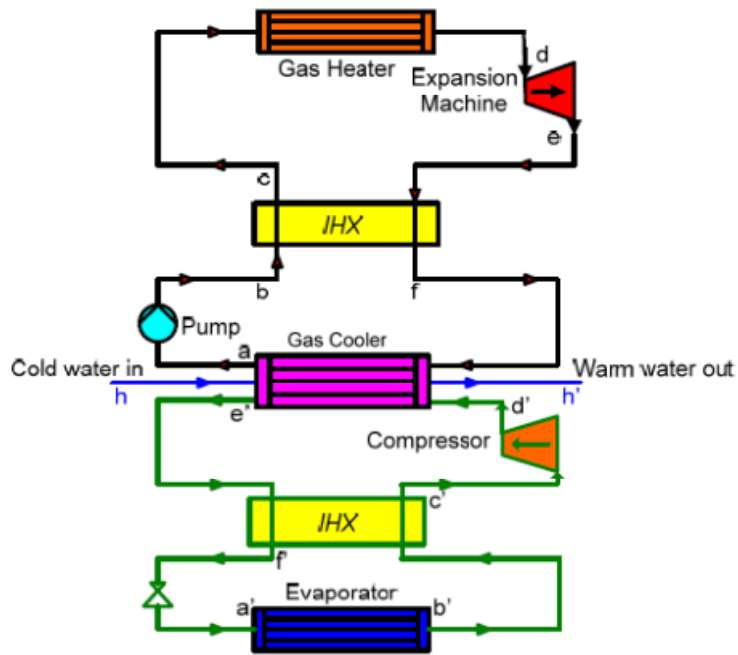 d
Gas Heater
Expansion
Machine
e
c
IHX
b
f
Pump
Gas Cooler
a
Cold water in
Warm water out
h
h'
e'
d'
Compressor
c'
IHX
f'
Evaporator
a'
b'